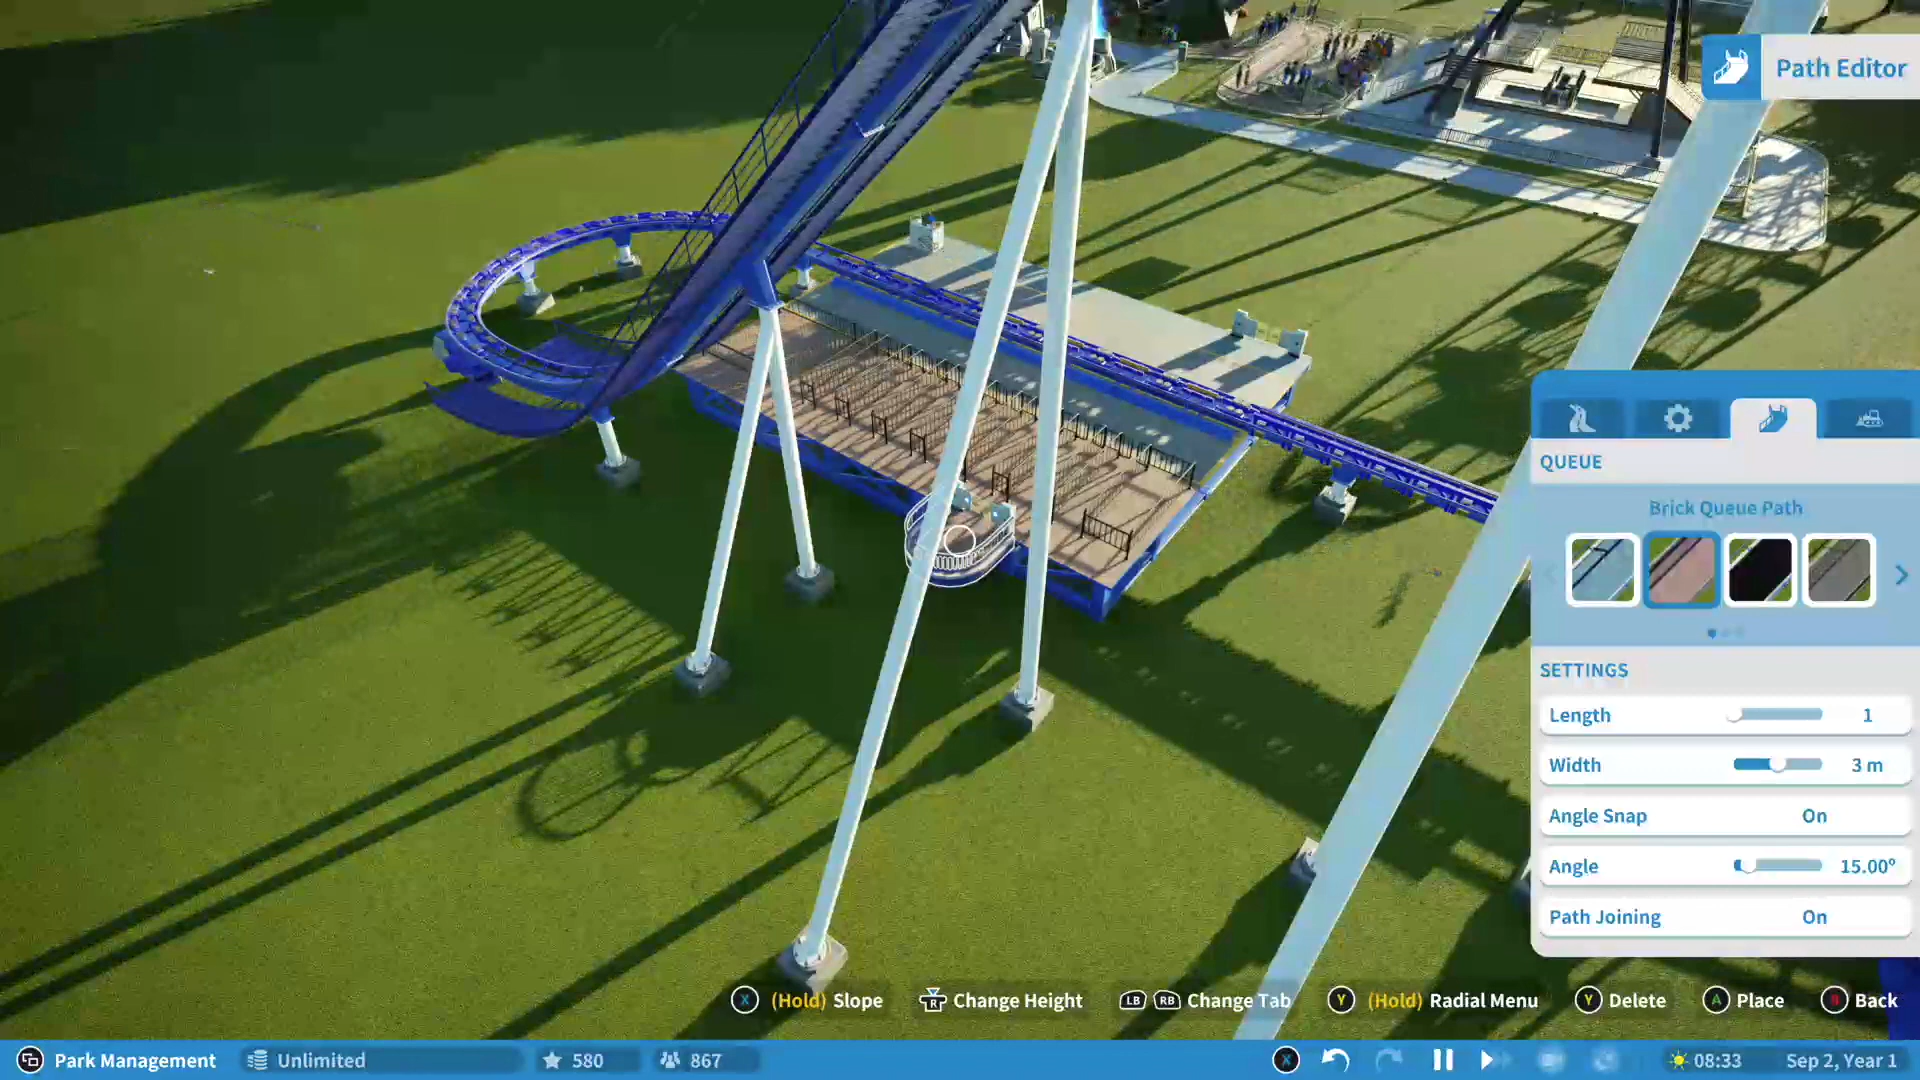 Path Editor
QUEUE
Brick Queue Path
SETTINGS
Length 1
Width 3 m
Angle Snap On
Angle 15.00°
Path Joining On
X (Hold) Slope R Change Height LB RB Change Tab Y (Hold) Radial Menu Y Delete A Place B Back
Park Management Unlimited 580 867 X 08:33 Sep 2, Year 1